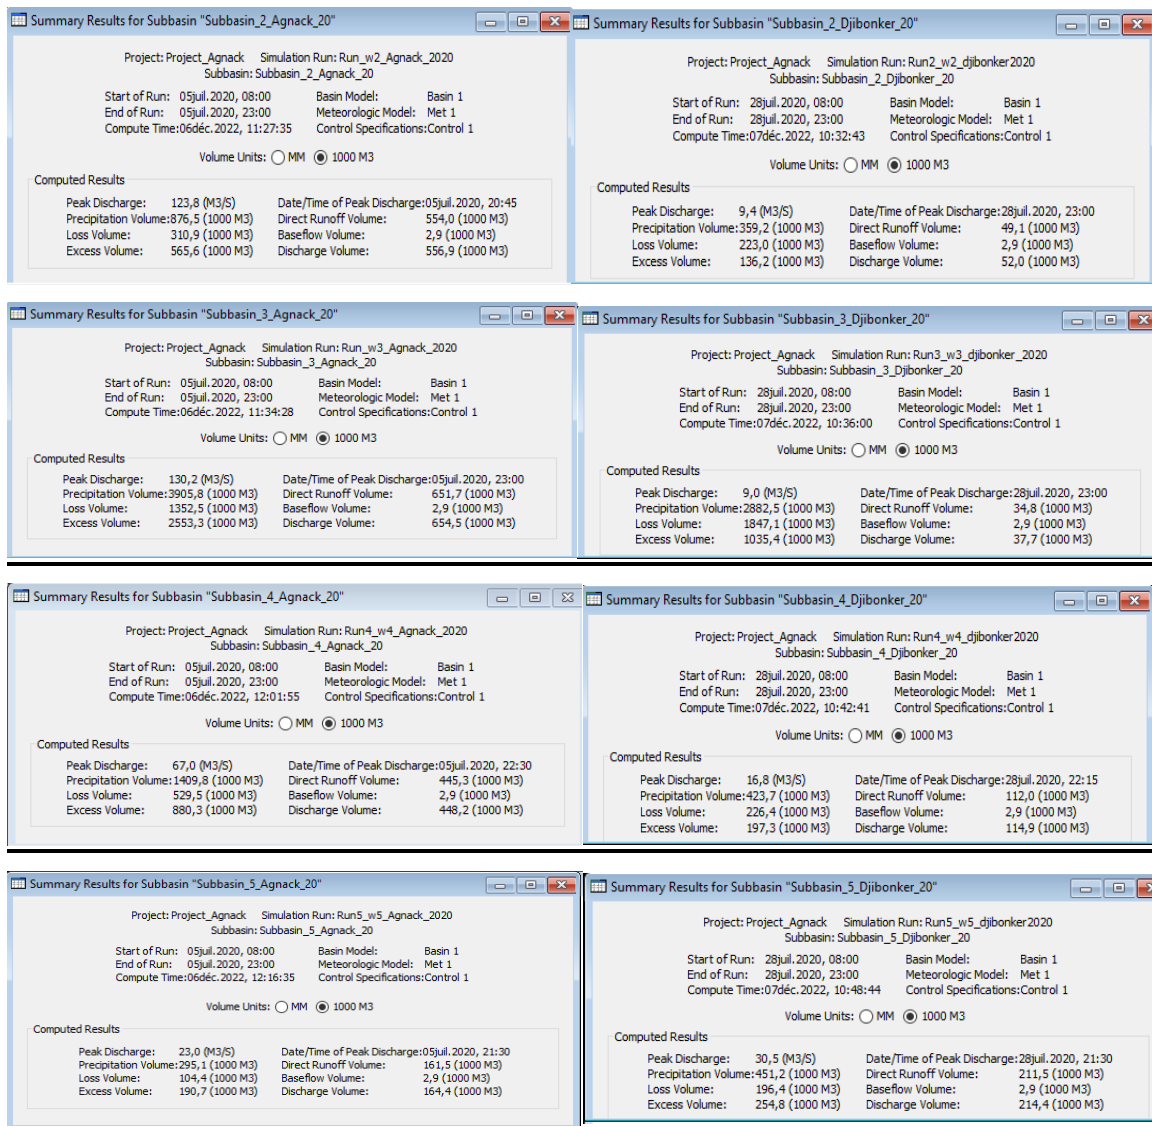 Summary Results for Subbasin "Subbasin_2_Agnack_20"
Project: Project_Agnack Simulation Run: Run_w2_Agnack_2020
Subbasin: Subbasin_2_Agnack_20
Start of Run: 05juil.2020, 08:00 Basin Model: Basin 1
End of Run: 05juil.2020, 23:00 Meteorologic Model: Met 1
Compute Time:06déc.2022, 11:27:35 Control Specifications:Control 1
Volume Units: MM 1000 M3
Computed Results
Peak Discharge: 123,8 (M3/S) Date/Time of Peak Discharge:05juil.2020, 20:45
Precipitation Volume:876,5 (1000 M3) Direct Runoff Volume: 554,0 (1000 M3)
Loss Volume: 310,9 (1000 M3) Baseflow Volume: 2,9 (1000 M3)
Excess Volume: 565,6 (1000 M3) Discharge Volume: 556,9 (1000 M3)
Summary Results for Subbasin "Subbasin_2_Djibonker_20"
Project: Project_Agnack Simulation Run: Run2_w2_djibonker2020
Subbasin: Subbasin_2_Djibonker_20
Start of Run: 28juil.2020, 08:00 Basin Model: Basin 1
End of Run: 28juil.2020, 23:00 Meteorologic Model: Met 1
Compute Time:07déc.2022, 10:32:43 Control Specifications:Control 1
Volume Units: MM 1000 M3
Computed Results
Peak Discharge: 9,4 (M3/S) Date/Time of Peak Discharge:28juil.2020, 23:00
Precipitation Volume:359,2 (1000 M3) Direct Runoff Volume: 49,1 (1000 M3)
Loss Volume: 223,0 (1000 M3) Baseflow Volume: 2,9 (1000 M3)
Excess Volume: 136,2 (1000 M3) Discharge Volume: 52,0 (1000 M3)
Summary Results for Subbasin "Subbasin_3_Agnack_20"
Project: Project_Agnack Simulation Run: Run_w3_Agnack_2020
Subbasin: Subbasin_3_Agnack_20
Start of Run: 05juil.2020, 08:00 Basin Model: Basin 1
End of Run: 05juil.2020, 23:00 Meteorologic Model: Met 1
Compute Time:06déc.2022, 11:34:28 Control Specifications:Control 1
Volume Units: MM 1000 M3
Computed Results
Peak Discharge: 130,2 (M3/S) Date/Time of Peak Discharge:05juil.2020, 23:00
Precipitation Volume:3905,8 (1000 M3) Direct Runoff Volume: 651,7 (1000 M3)
Loss Volume: 1352,5 (1000 M3) Baseflow Volume: 2,9 (1000 M3)
Excess Volume: 2553,3 (1000 M3) Discharge Volume: 654,5 (1000 M3)
Summary Results for Subbasin "Subbasin_3_Djibonker_20"
Project: Project_Agnack Simulation Run: Run3_w3_djibonker_2020
Subbasin: Subbasin_3_Djibonker_20
Start of Run: 28juil.2020, 08:00 Basin Model: Basin 1
End of Run: 28juil.2020, 23:00 Meteorologic Model: Met 1
Compute Time:07déc.2022, 10:36:00 Control Specifications:Control 1
Volume Units: MM 1000 M3
Computed Results
Peak Discharge: 9,0 (M3/S) Date/Time of Peak Discharge:28juil.2020, 23:00
Precipitation Volume:2882,5 (1000 M3) Direct Runoff Volume: 34,8 (1000 M3)
Loss Volume: 1847,1 (1000 M3) Baseflow Volume: 2,9 (1000 M3)
Excess Volume: 1035,4 (1000 M3) Discharge Volume: 37,7 (1000 M3)
Summary Results for Subbasin "Subbasin_4_Agnack_20"
Project: Project_Agnack Simulation Run: Run4_w4_Agnack_2020
Subbasin: Subbasin_4_Agnack_20
Start of Run: 05juil.2020, 08:00 Basin Model: Basin 1
End of Run: 05juil.2020, 23:00 Meteorologic Model: Met 1
Compute Time:06déc.2022, 12:01:55 Control Specifications:Control 1
Volume Units: MM 1000 M3
Computed Results
Peak Discharge: 67,0 (M3/S) Date/Time of Peak Discharge:05juil.2020, 22:30
Precipitation Volume:1409,8 (1000 M3) Direct Runoff Volume: 445,3 (1000 M3)
Loss Volume: 529,5 (1000 M3) Baseflow Volume: 2,9 (1000 M3)
Excess Volume: 880,3 (1000 M3) Discharge Volume: 448,2 (1000 M3)
Summary Results for Subbasin "Subbasin_4_Djibonker_20"
Project: Project_Agnack Simulation Run: Run4_w4_djibonker2020
Subbasin: Subbasin_4_Djibonker_20
Start of Run: 28juil.2020, 08:00 Basin Model: Basin 1
End of Run: 28juil.2020, 23:00 Meteorologic Model: Met 1
Compute Time:07déc.2022, 10:42:41 Control Specifications:Control 1
Volume Units: MM 1000 M3
Computed Results
Peak Discharge: 16,8 (M3/S) Date/Time of Peak Discharge:28juil.2020, 22:15
Precipitation Volume:423,7 (1000 M3) Direct Runoff Volume: 112,0 (1000 M3)
Loss Volume: 226,4 (1000 M3) Baseflow Volume: 2,9 (1000 M3)
Excess Volume: 197,3 (1000 M3) Discharge Volume: 114,9 (1000 M3)
Summary Results for Subbasin "Subbasin_5_Agnack_20"
Project: Project_Agnack Simulation Run: Run5_w5_Agnack_2020
Subbasin: Subbasin_5_Agnack_20
Start of Run: 05juil.2020, 08:00 Basin Model: Basin 1
End of Run: 05juil.2020, 23:00 Meteorologic Model: Met 1
Compute Time:06déc.2022, 12:16:35 Control Specifications:Control 1
Volume Units: MM 1000 M3
Computed Results
Peak Discharge: 23,0 (M3/S) Date/Time of Peak Discharge:05juil.2020, 21:30
Precipitation Volume:295,1 (1000 M3) Direct Runoff Volume: 161,5 (1000 M3)
Loss Volume: 104,4 (1000 M3) Baseflow Volume: 2,9 (1000 M3)
Excess Volume: 190,7 (1000 M3) Discharge Volume: 164,4 (1000 M3)
Summary Results for Subbasin "Subbasin_5_Djibonker_20"
Project: Project_Agnack Simulation Run: Run5_w5_djibonker2020
Subbasin: Subbasin_5_Djibonker_20
Start of Run: 28juil.2020, 08:00 Basin Model: Basin 1
End of Run: 28juil.2020, 23:00 Meteorologic Model: Met 1
Compute Time:07déc.2022, 10:48:44 Control Specifications:Control 1
Volume Units: MM 1000 M3
Computed Results
Peak Discharge: 30,5 (M3/S) Date/Time of Peak Discharge:28juil.2020, 21:30
Precipitation Volume:451,2 (1000 M3) Direct Runoff Volume: 211,5 (1000 M3)
Loss Volume: 196,4 (1000 M3) Baseflow Volume: 2,9 (1000 M3)
Excess Volume: 254,8 (1000 M3) Discharge Volume: 214,4 (1000 M3)